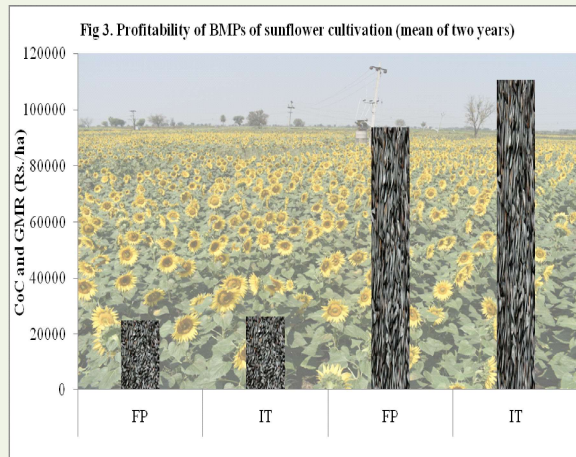 Fig 3. Profitability of BMPs of sunflower cultivation (mean of two years)
CoC and GMR (Rs./ha)
120000
100000
80000
60000
40000
20000
0
FP IT FP IT